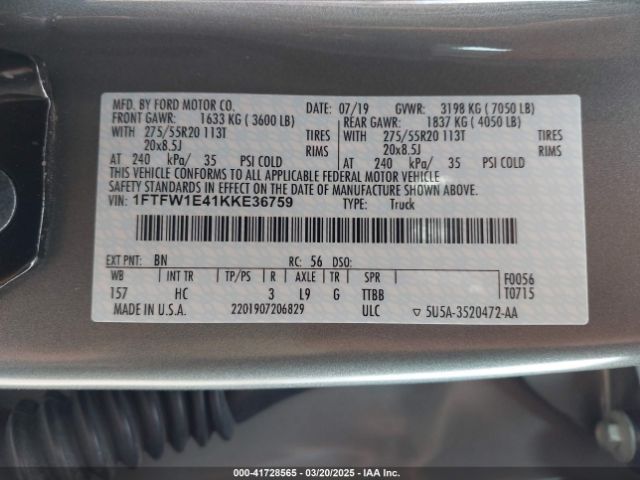 MFD. BY FORD MOTOR CO. DATE: 07/19 GVWR: 3198 KG ( 7050 LB)
FRONT GAWR: 1633 KG ( 3600 LB) REAR GAWR: 1837 KG ( 4050 LB)
WITH 275/55R20 113T TIRES WITH 275/55R20 113T TIRES
20x8.5J RIMS 20x8.5J RIMS
AT 240 kPa/ 35 PSI COLD AT 240 kPa/ 35 PSI COLD
THIS VEHICLE CONFORMS TO ALL APPLICABLE FEDERAL MOTOR VEHICLE
SAFETY STANDARDS IN EFFECT ON THE DATE OF MANUFACTURE SHOWN ABOVE.
VIN: 1FTFW1E41KKE36759 TYPE: Truck
EXT PNT: BN RC: 56 DSO:
WB INT TR TP/PS R AXLE TR SPR F0056
157 HC 3 L9 G TTBB T0715
MADE IN U.S.A. 2201907206829 ULC ▽ 5U5A-3520472-AA
000-41728565 | 03/20/2025 | IAA Inc.